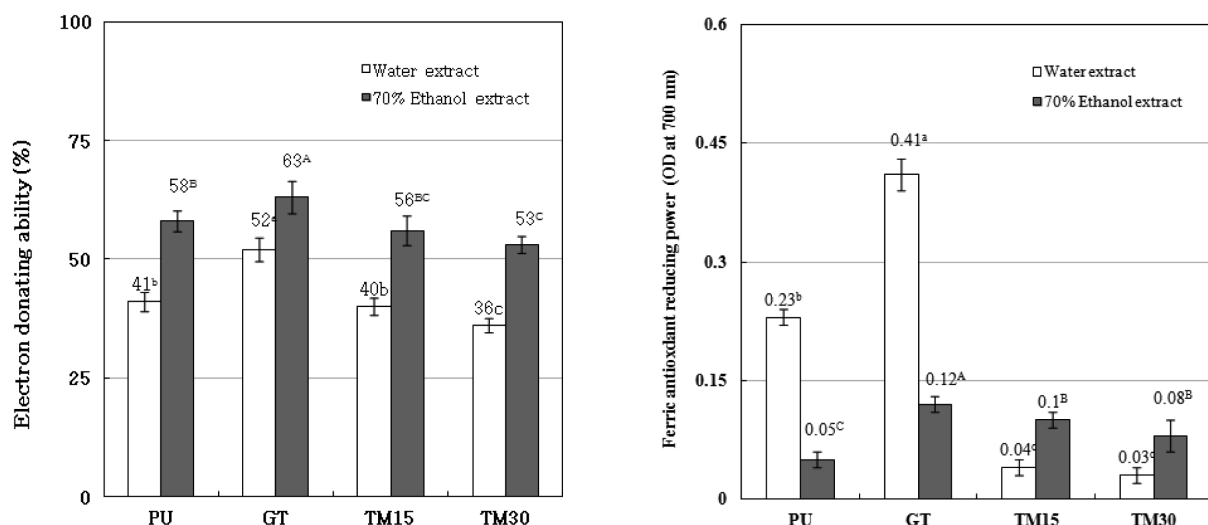 100
75
50
25
0
Electron donating ability (%)
Water extract
70% Ethanol extract
41ᵇ
58ᴮ
52ᵃ
63ᴬ
40b
56ᴮᶜ
36c
53ᶜ
PU GT TM15 TM30
0.6
0.45
0.3
0.15
0
Ferric antioxdant reducing power (OD at 700 nm)
Water extract
70% Ethanol extract
0.23ᵇ
0.05ᶜ
0.41ᵃ
0.12ᴬ
0.04ᶜ
0.1ᴮ
0.03ᶜ
0.08ᴮ
PU GT TM15 TM30